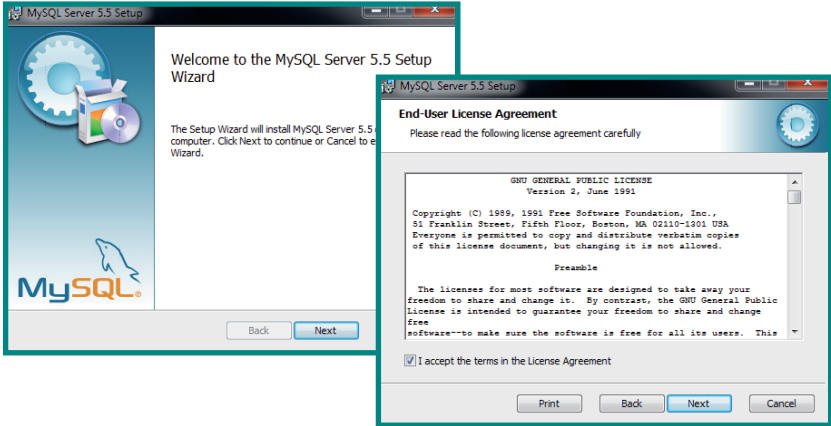 MySQL Server 5.5 Setup
Welcome to the MySQL Server 5.5 Setup
Wizard
The Setup Wizard will install MySQL Server 5.5
computer. Click Next to continue or Cancel to
Wizard.
MySQL®
Back
Next
MySQL Server 5.5 Setup
End-User License Agreement
Please read the following license agreement carefully
GNU GENERAL PUBLIC LICENSE
Version 2, June 1991
Copyright (C) 1989, 1991 Free Software Foundation, Inc.,
51 Franklin Street, Fifth Floor, Boston, MA 02110-1301 USA
Everyone is permitted to copy and distribute verbatim copies
of this license document, but changing it is not allowed.
Preamble
The licenses for most software are designed to take away your
freedom to share and change it. By contrast, the GNU General Public
License is intended to guarantee your freedom to share and change
free
software--to make sure the software is free for all its users. This
I accept the terms in the License Agreement
Print
Back
Next
Cancel